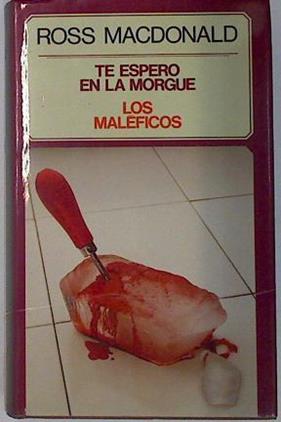 ROSS MACDONALD
TE ESPERO
EN LA MORGUE
LOS
MALÉFICOS